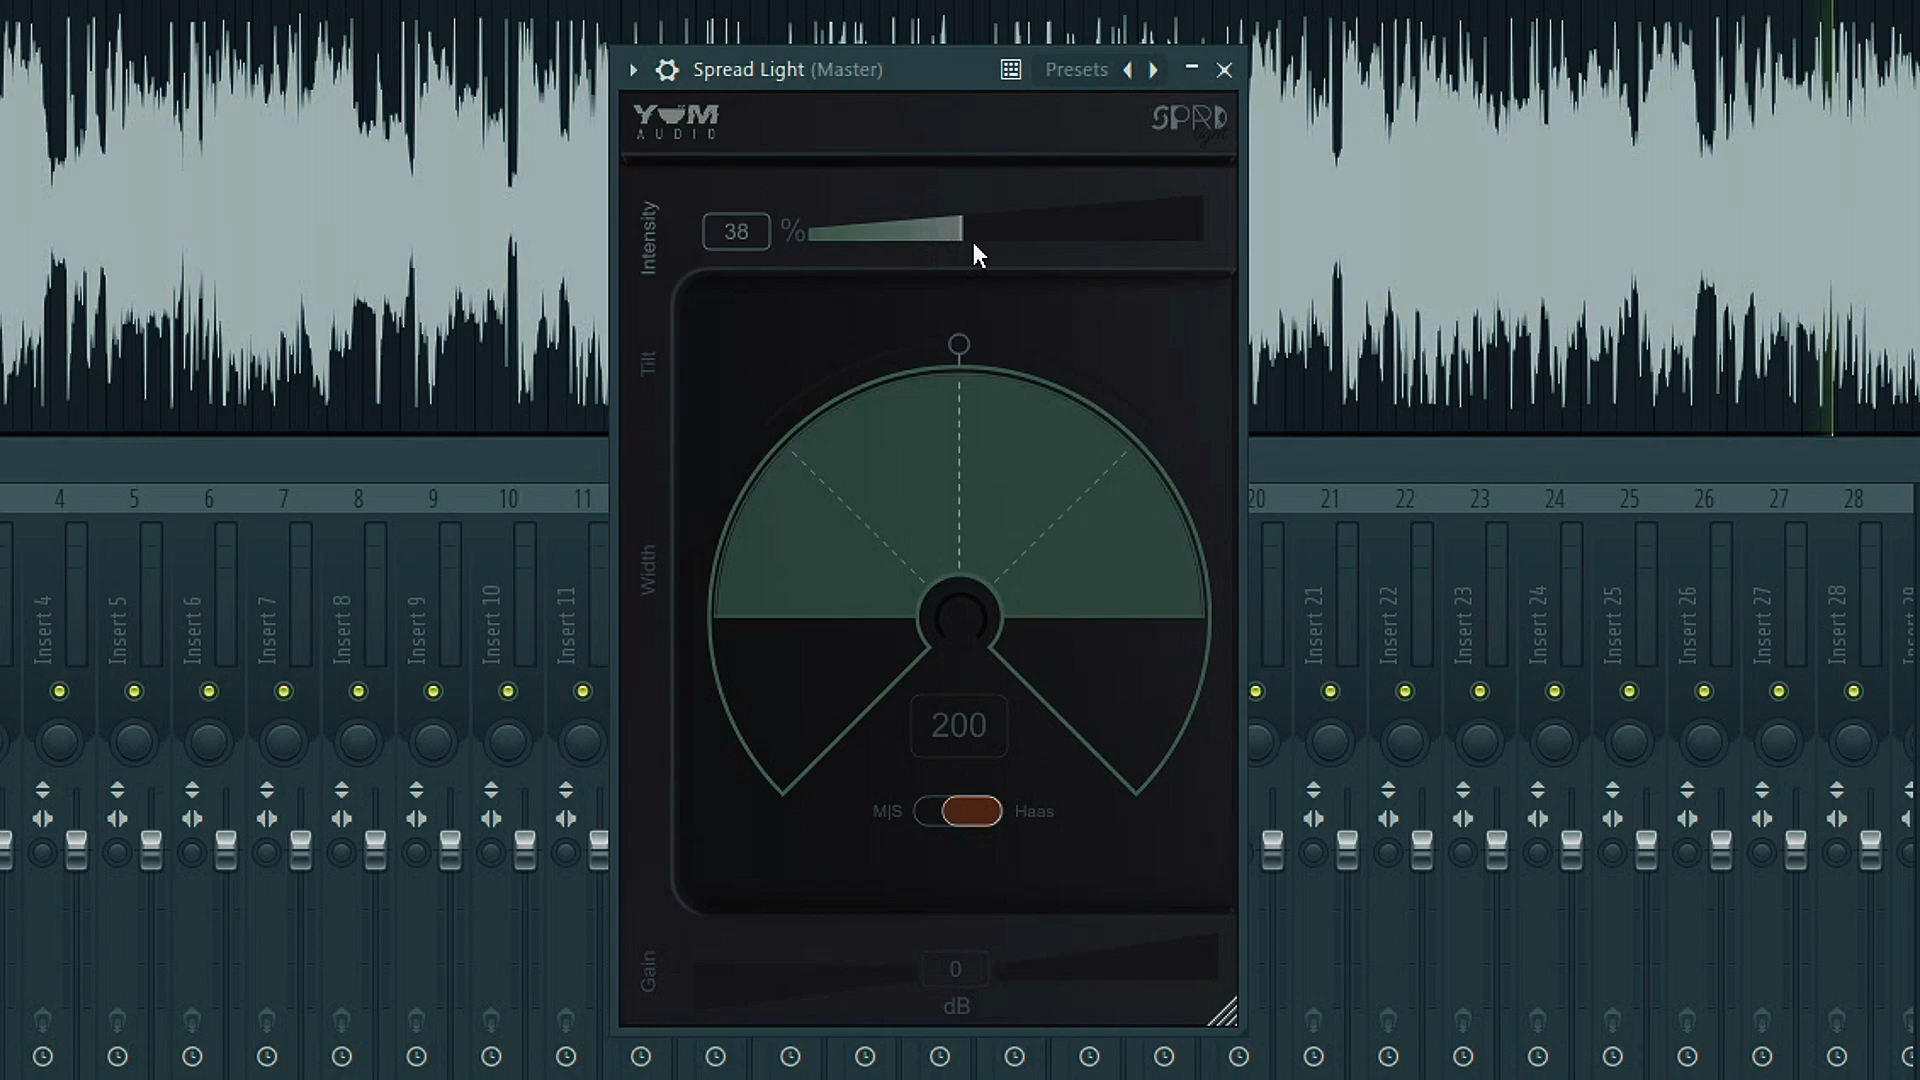 Spread Light (Master)
Presets
YUM
AUDIO
SPRD
light
Intensity
38
%
Tilt
Width
200
M|S
Haas
Gain
0
dB
4 5 6 7 8 9 10 11
20 21 22 23 24 25 26 27 28
Insert 4
Insert 5
Insert 6
Insert 7
Insert 8
Insert 9
Insert 10
Insert 11
Insert 21
Insert 22
Insert 23
Insert 24
Insert 25
Insert 26
Insert 27
Insert 28